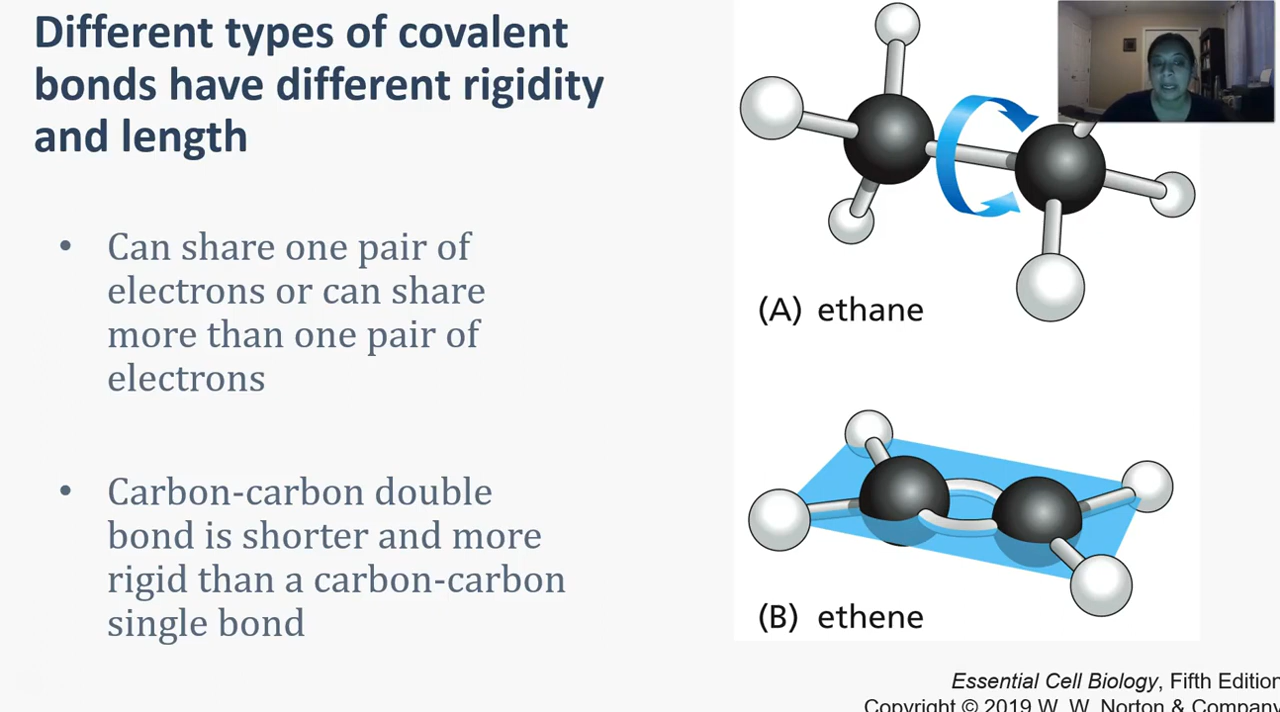 Different types of covalent
bonds have different rigidity
and length
• Can share one pair of
electrons or can share
more than one pair of
electrons
• Carbon-carbon double
bond is shorter and more
rigid than a carbon-carbon
single bond
(A) ethane
(B) ethene
Essential Cell Biology, Fifth Edition
Copyright © 2019 W. W. Norton & Company